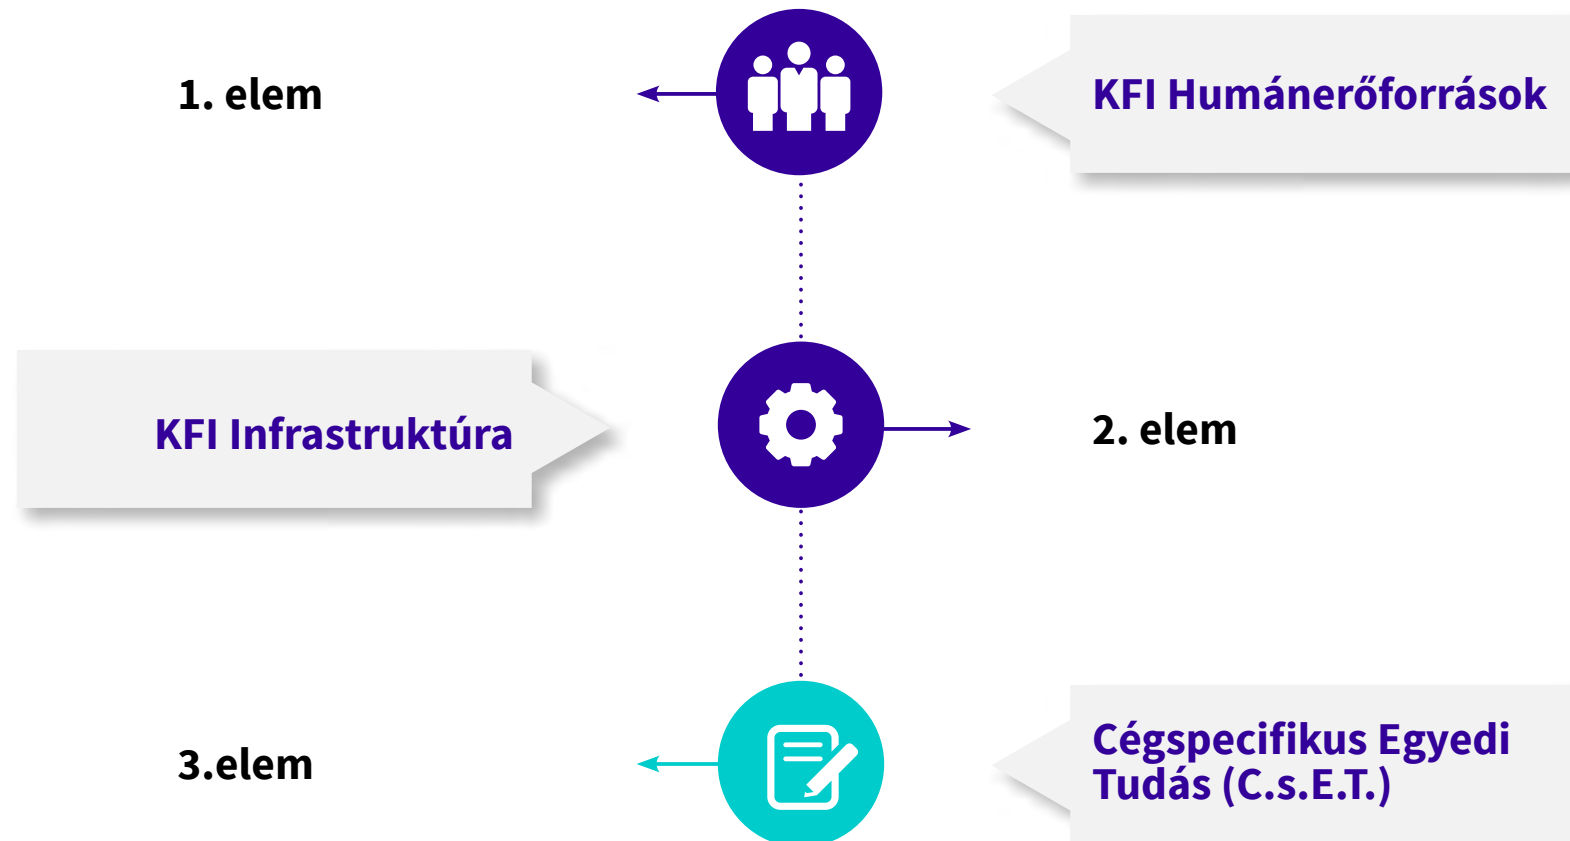 1. elem
KFI Humánerőforrások
KFI Infrastruktúra
2. elem
3.elem
Cégspecifikus Egyedi
Tudás (C.s.E.T.)